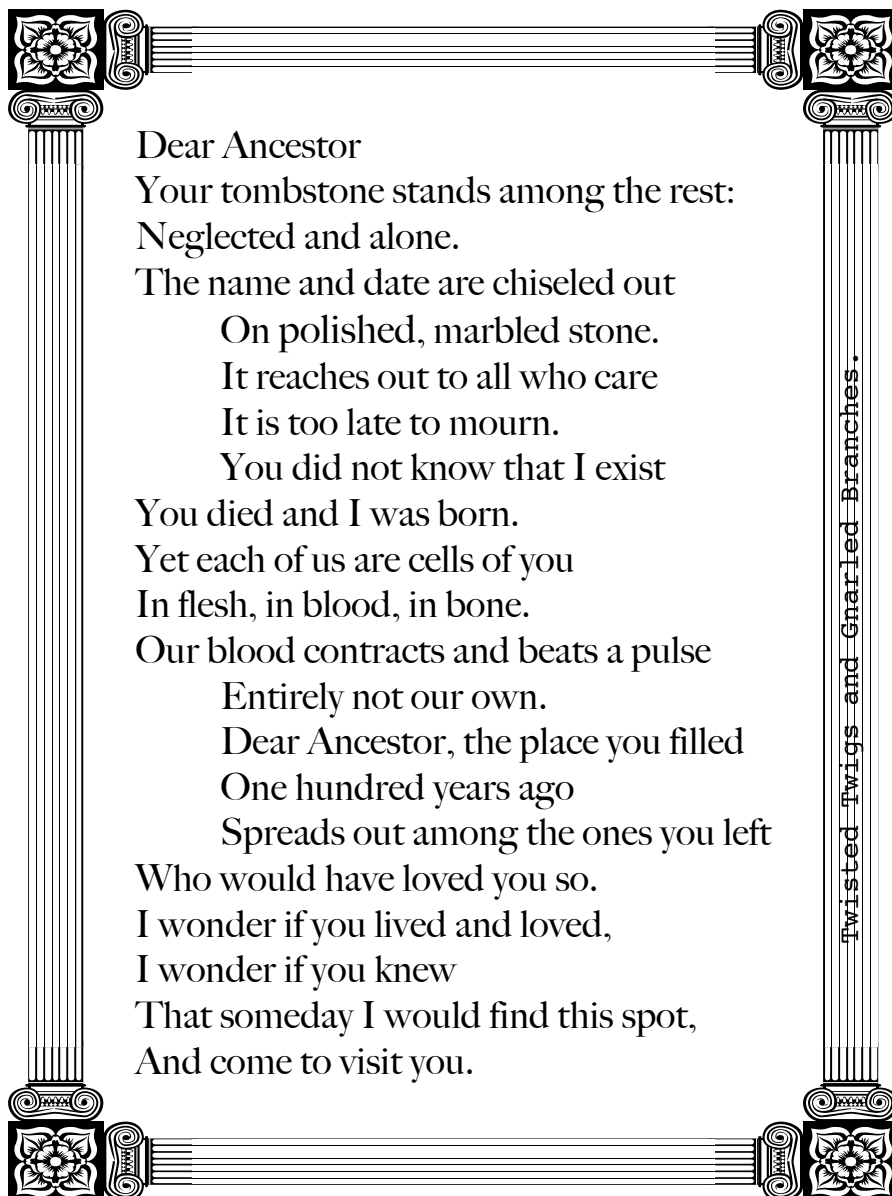 Dear Ancestor
Your tombstone stands among the rest:
Neglected and alone.
The name and date are chiseled out
On polished, marbled stone.
It reaches out to all who care
It is too late to mourn.
You did not know that I exist
You died and I was born.
Yet each of us are cells of you
In flesh, in blood, in bone.
Our blood contracts and beats a pulse
Entirely not our own.
Dear Ancestor, the place you filled
One hundred years ago
Spreads out among the ones you left
Who would have loved you so.
I wonder if you lived and loved,
I wonder if you knew
That someday I would find this spot,
And come to visit you.
Twisted Twigs and Gnarled Branches.